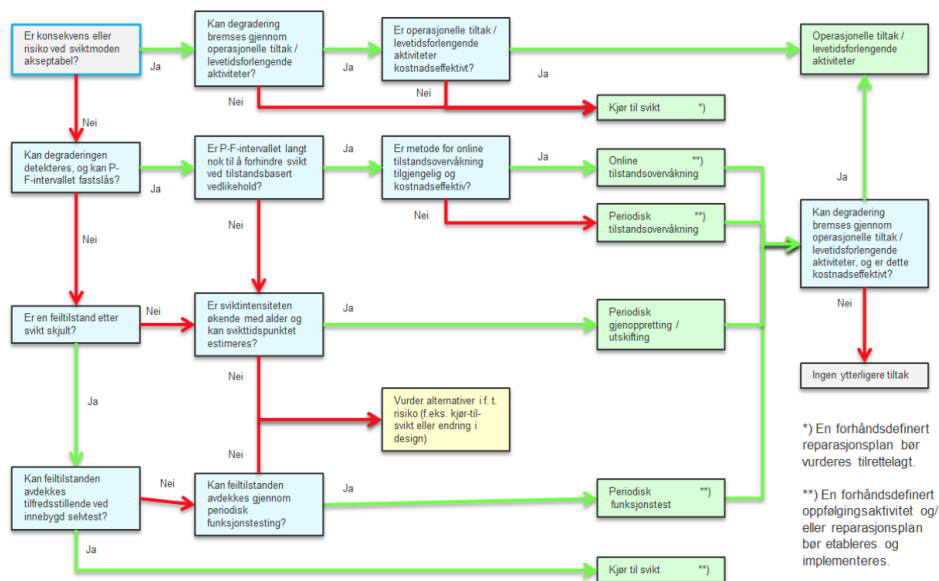 Er konsekvens eller
risiko ved sviktmoden
akseptabel?
Ja
Nei
Kan degradering
bremses gjennom
operasjonelle tiltak /
levetidsforlengende
aktiviteter?
Ja
Nei
Er operasjonelle tiltak /
levetidsforlengende
aktiviteter
kostnadseffektivt?
Ja
Nei
Operasjonelle tiltak /
levetidsforlengende
aktiviteter
Kjør til svikt *)
Kan degraderingen
detekteres, og kan P-
F-intervallet fastslås?
Ja
Nei
Er P-F-intervallet langt
nok til å forhindre svikt
ved tilstandsbasert
vedlikehold?
Ja
Nei
Er metode for online
tilstandsovervåkning
tilgjengelig og
kostnadseffektiv?
Ja
Nei
Online **)
tilstandsovervåkning
Periodisk **)
tilstandsovervåkning
Ja
Kan degradering
bremses gjennom
operasjonelle tiltak /
levetidsforlengende
aktiviteter, og er dette
kostnadseffektivt?
Nei
Ingen ytterligere tiltak
Er en feiltilstand etter
svikt skjult?
Nei
Ja
Er sviktintensiteten
økende med alder og
kan svikttidspunktet
estimeres?
Ja
Nei
Periodisk
gjenoppretting /
utskifting
Vurder alternativer i f. t.
risiko (f.eks. kjør-til-
svikt eller endring i
design)
Kan feiltilstanden
avdekkes
tilfredsstillende ved
innebygd selvtest?
Nei
Ja
Kan feiltilstanden
avdekkes gjennom
periodisk
funksjonstesting?
Nei
Ja
Periodisk **)
funksjonstest
Kjør til svikt **)
*) En forhåndsdefinert
reparasjonsplan bør
vurderes tilrettelagt.
**) En forhåndsdefinert
oppfølgingsaktivitet og/
eller reparasjonsplan
bør etableres og
implementeres.